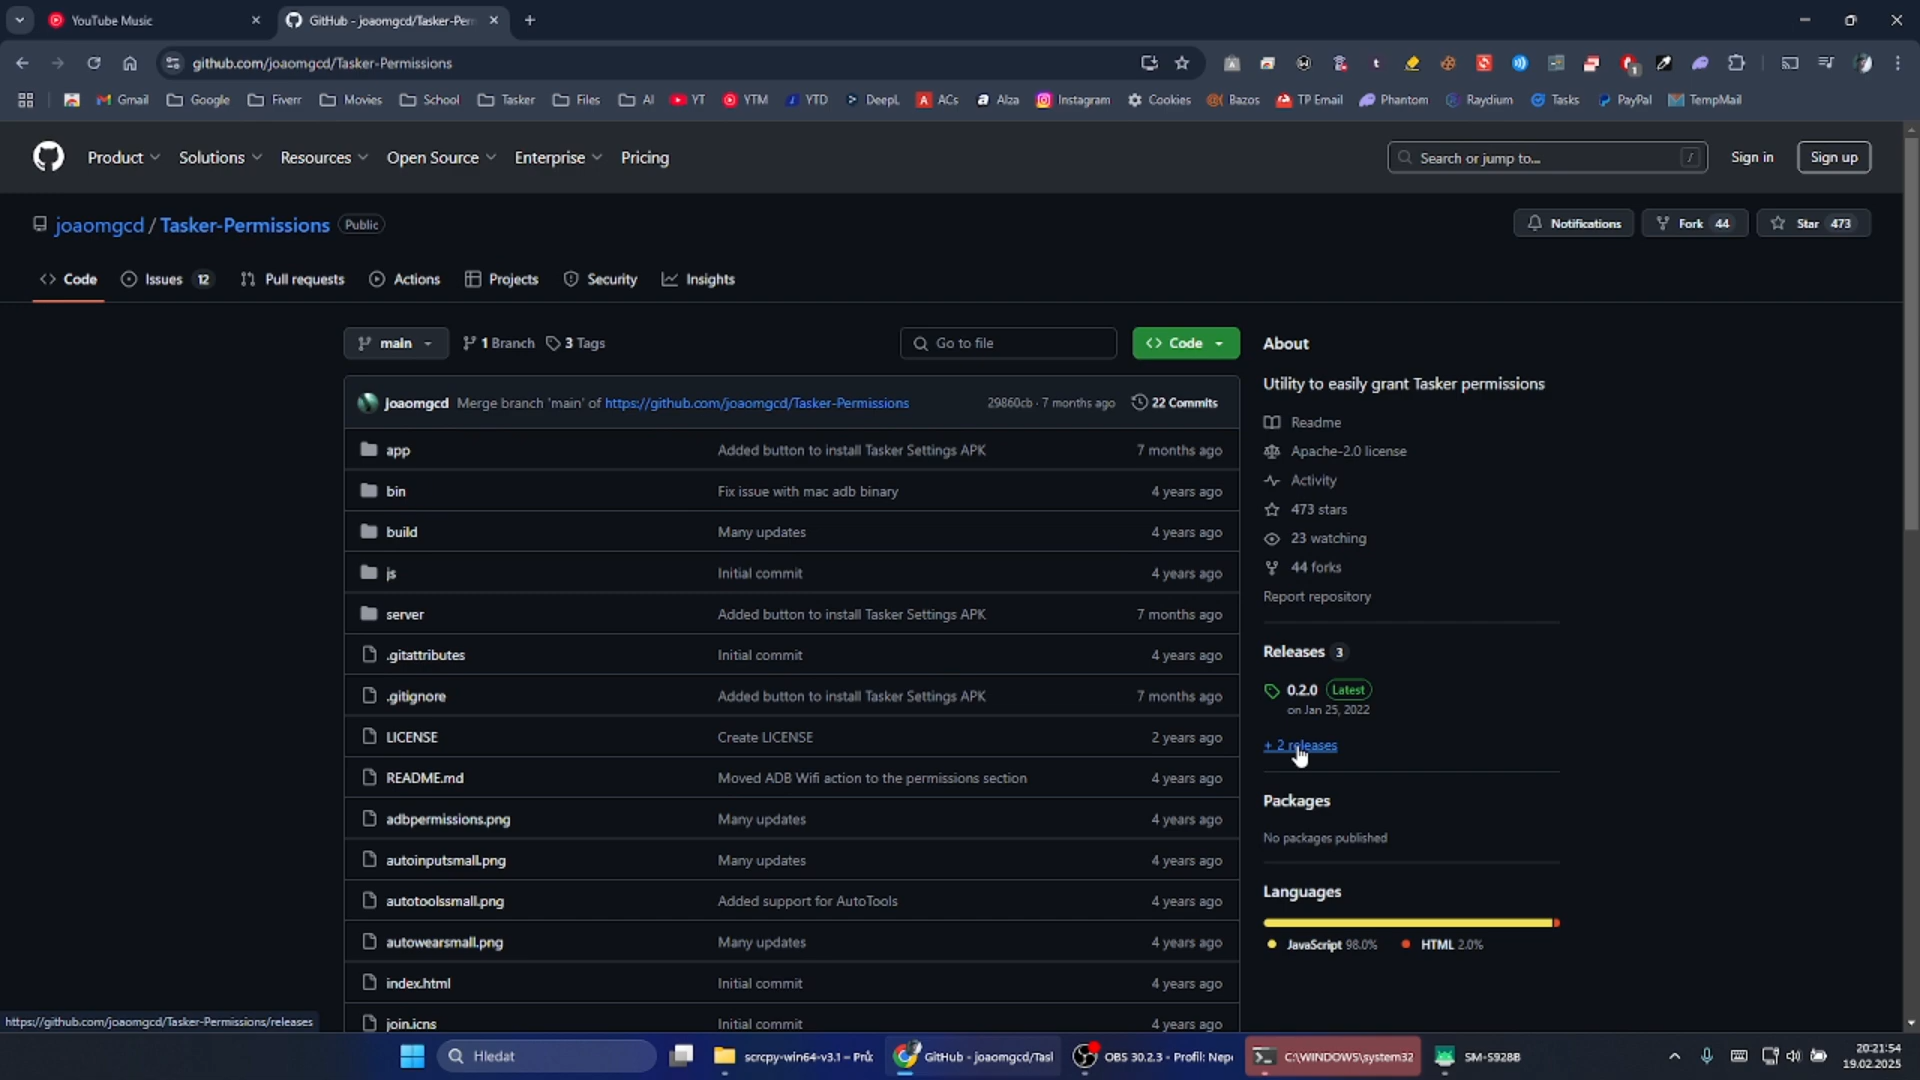 YouTube Music
GitHub - joaomgcd/Tasker-Perm
github.com/joaomgcd/Tasker-Permissions
Gmail
Google
Fiverr
Movies
School
Tasker
Files
AI
YT
YTM
YTD
DeepL
ACs
Alza
Instagram
Cookies
Bazos
TP Email
Phantom
Raydium
Tasks
PayPal
TempMail
Product
Solutions
Resources
Open Source
Enterprise
Pricing
Search or jump to...
/
Sign in
Sign up
joaomgcd / Tasker-Permissions
Public
Notifications
Fork 44
Star 473
Code
Issues 12
Pull requests
Actions
Projects
Security
Insights
main
1 Branch
3 Tags
Go to file
Code
joaomgcd Merge branch 'main' of https://github.com/joaomgcd/Tasker-Permissions 29860cb · 7 months ago 22 Commits
app Added button to install Tasker Settings APK 7 months ago
bin Fix issue with mac adb binary 4 years ago
build Many updates 4 years ago
js Initial commit 4 years ago
server Added button to install Tasker Settings APK 7 months ago
.gitattributes Initial commit 4 years ago
.gitignore Added button to install Tasker Settings APK 7 months ago
LICENSE Create LICENSE 2 years ago
README.md Moved ADB Wifi action to the permissions section 4 years ago
adbpermissions.png Many updates 4 years ago
autoinputsmall.png Many updates 4 years ago
autotoolssmall.png Added support for AutoTools 4 years ago
autowearsmall.png Many updates 4 years ago
index.html Initial commit 4 years ago
join.icns Initial commit 4 years ago
About
Utility to easily grant Tasker permissions
Readme
Apache-2.0 license
Activity
473 stars
23 watching
44 forks
Report repository
Releases 3
0.2.0 Latest
on Jan 25, 2022
+ 2 releases
Packages
No packages published
Languages
JavaScript 98.0%
HTML 2.0%
https://github.com/joaomgcd/Tasker-Permissions/releases
Hledat
scrcpy-win64-v3.1 – Prů
GitHub - joaomgcd/Tasl
OBS 30.2.3 - Profil: Nepo
C:\WINDOWS\system32
SM-S928B
20:21:54
19.02.2025